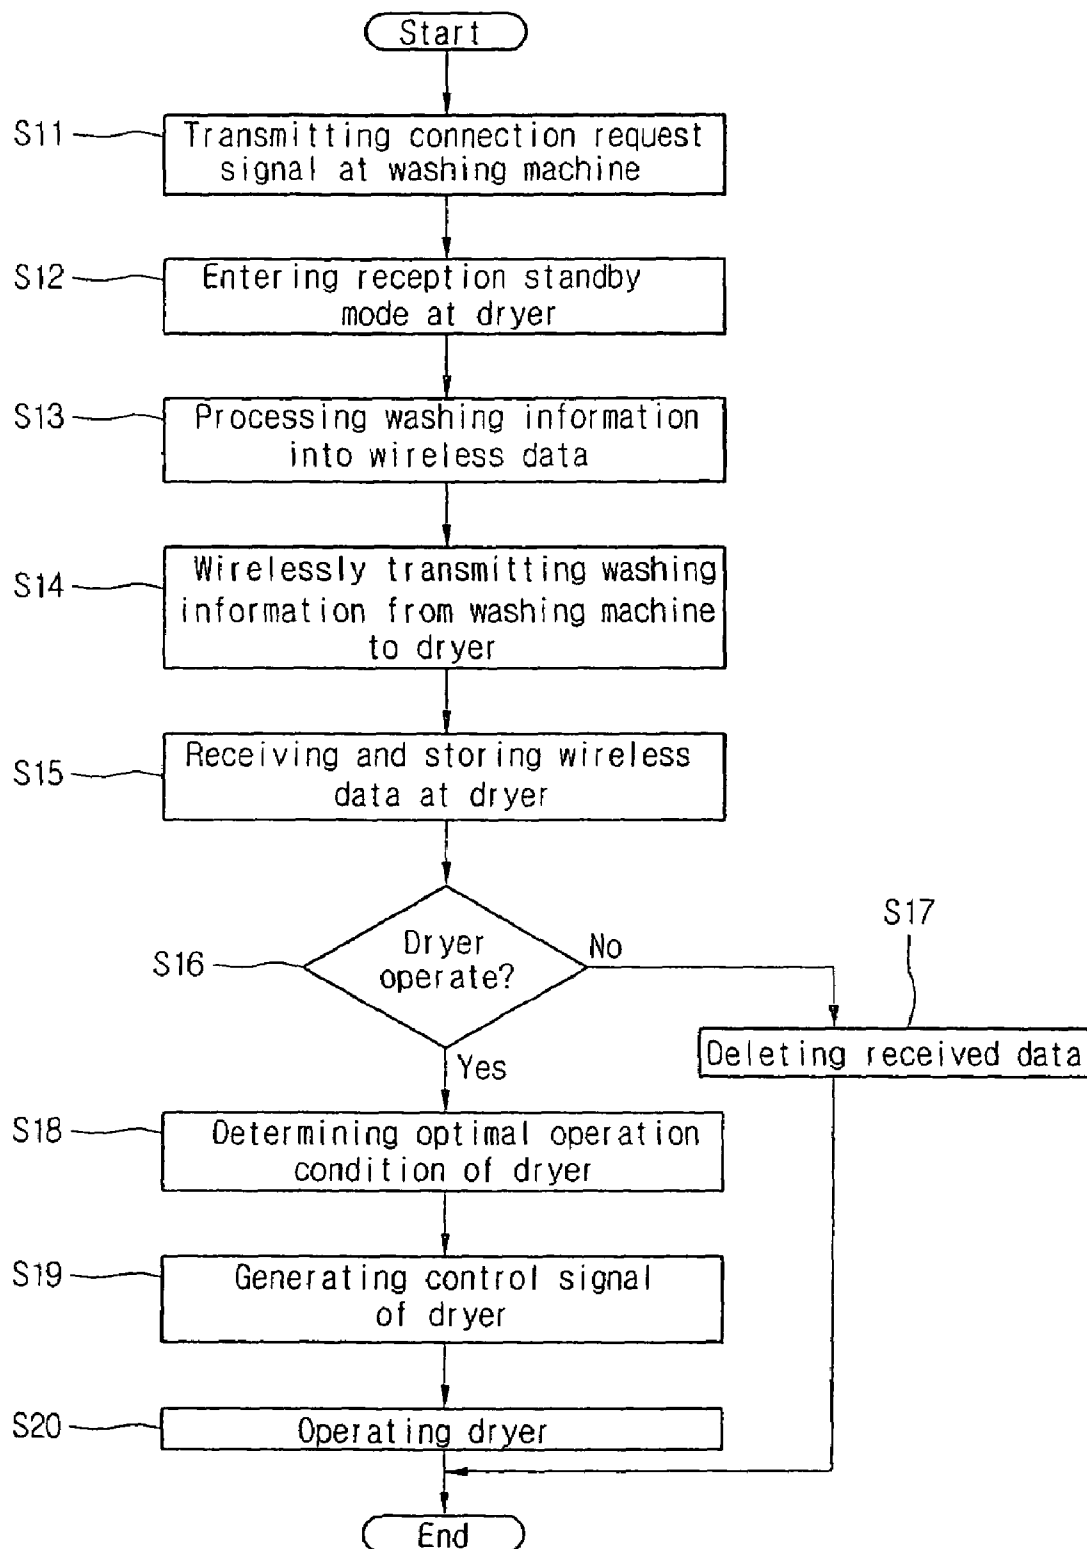 Start
S11
Transmitting connection request
signal at washing machine
S12
Entering reception standby
mode at dryer
S13
Processing washing information
into wireless data
S14
Wirelessly transmitting washing
information from washing machine
to dryer
S15
Receiving and storing wireless
data at dryer
S16
Dryer
operate?
No
Yes
S17
Deleting received data
S18
Determining optimal operation
condition of dryer
S19
Generating control signal
of dryer
S20
Operating dryer
End